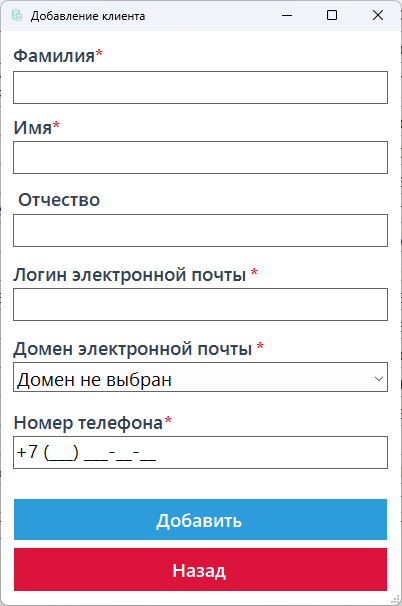 Добавление клиента
Фамилия*
Имя*
Отчество
Логин электронной почты *
Домен электронной почты *
Домен не выбран
Номер телефона*
+7 (___) ___-__-__
Добавить
Назад